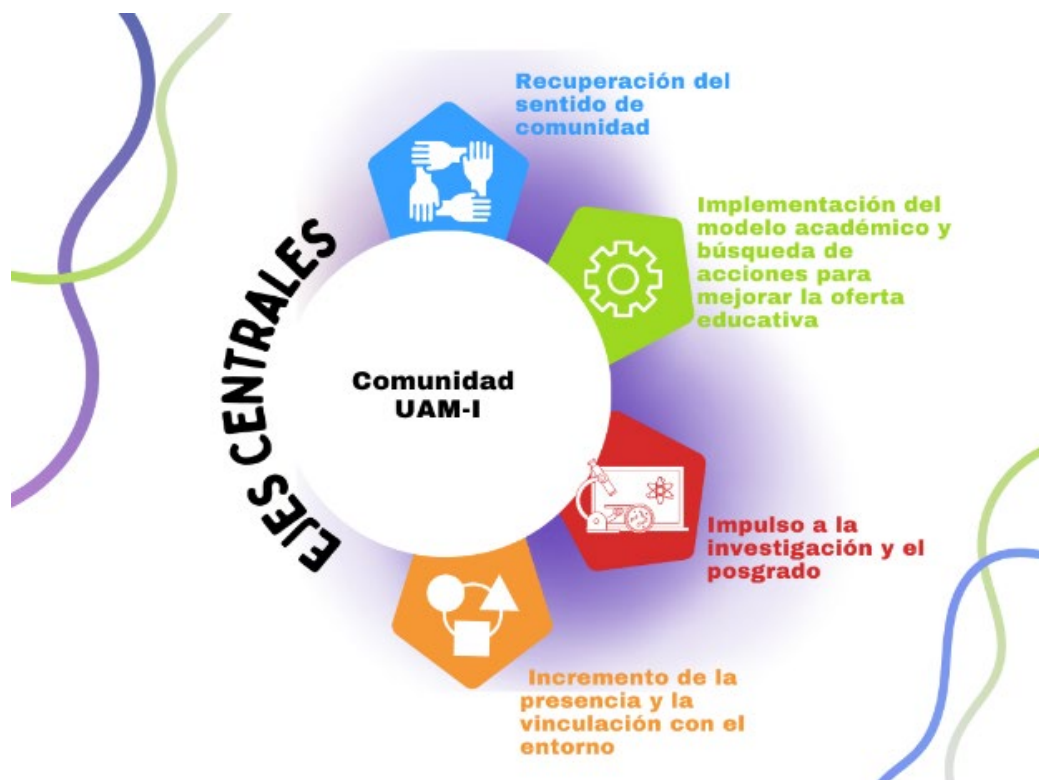 Recuperación del
sentido de
comunidad
Implementación del
modelo académico y
búsqueda de
acciones para
mejorar la oferta
educativa
EJES CENTRALES
Comunidad
UAM-I
Impulso a la
investigación y el
posgrado
Incremento de la
presencia y la
vinculación con el
entorno